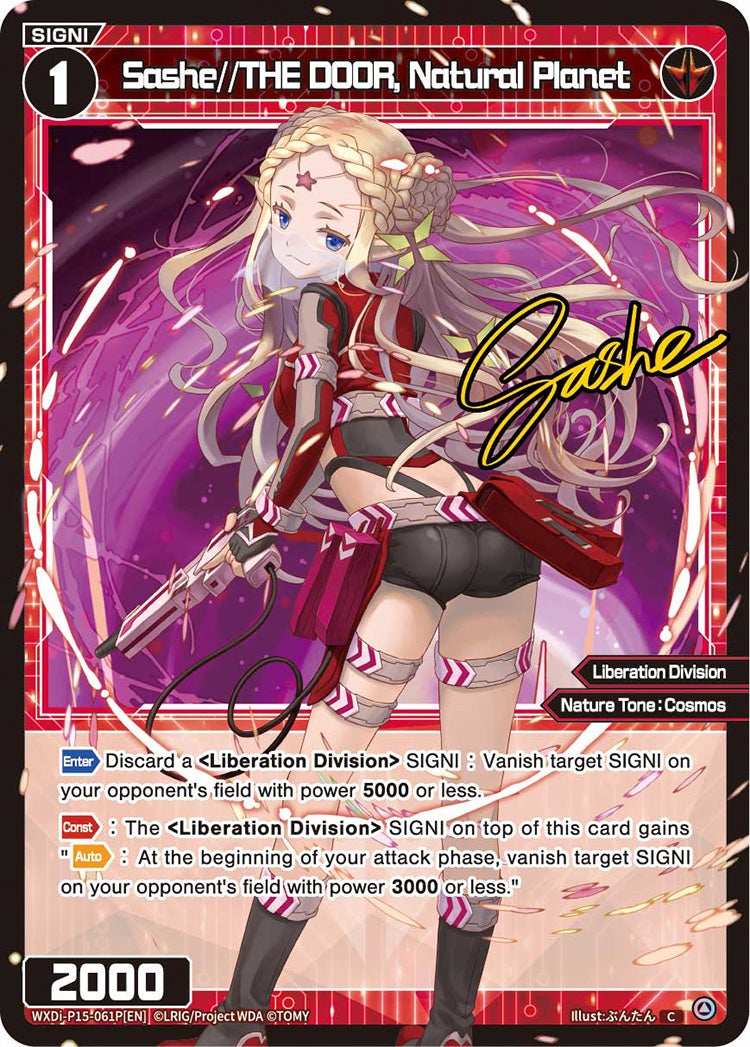 SIGNI
1
Sashe//THE DOOR, Natural Planet
Sashe
Liberation Division
Nature Tone:Cosmos
Enter Discard a <Liberation Division> SIGNI : Vanish target SIGNI on
your opponent's field with power 5000 or less.
Const : The <Liberation Division> SIGNI on top of this card gains
" Auto : At the beginning of your attack phase, vanish target SIGNI
on your opponent's field with power 3000 or less."
2000
WXDi-P15-061P[EN] ©LRIG/Project WDA ©TOMY
Illust:ぶんたん C